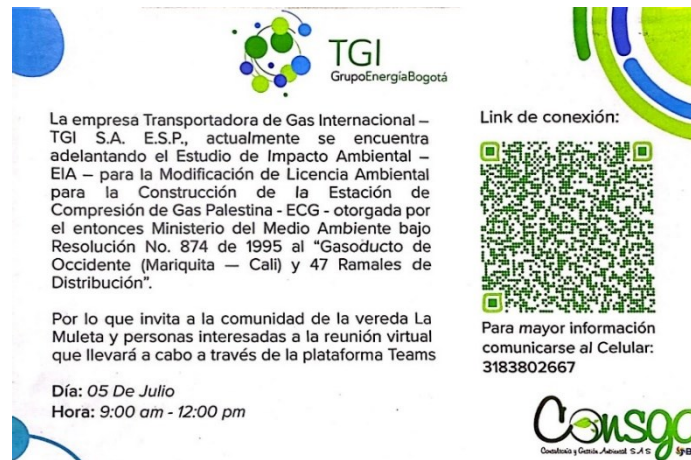 TGI
GrupoEnergíaBogotá
La empresa Transportadora de Gas Internacional –
TGI S.A. E.S.P., actualmente se encuentra
adelantando el Estudio de Impacto Ambiental –
EIA – para la Modificación de Licencia Ambiental
para la Construcción de la Estación de
Compresión de Gas Palestina - ECG - otorgada por
el entonces Ministerio del Medio Ambiente bajo
Resolución No. 874 de 1995 al “Gasoducto de
Occidente (Mariquita — Cali) y 47 Ramales de
Distribución”.
Por lo que invita a la comunidad de la vereda La
Muleta y personas interesadas a la reunión virtual
que llevará a cabo a través de la plataforma Teams
Día: 05 De Julio
Hora: 9:00 am - 12:00 pm
Link de conexión:
Para mayor información
comunicarse al Celular:
3183802667
Consga
Consultoría y Gestión Ambiental S.A.S